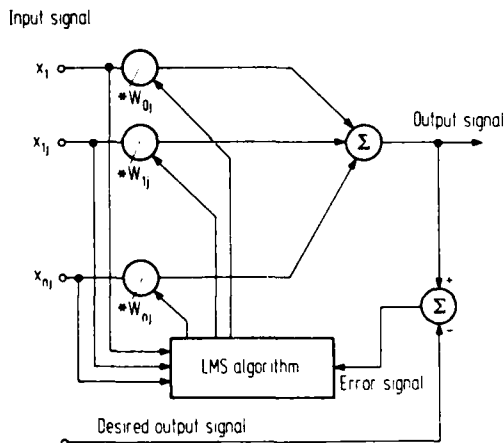 Input signal
x1
*W0j
Output signal
x1j
*W1j
Σ
xnj
*Wnj
+
Σ
-
LMS algorithm
Error signal
Desired output signal